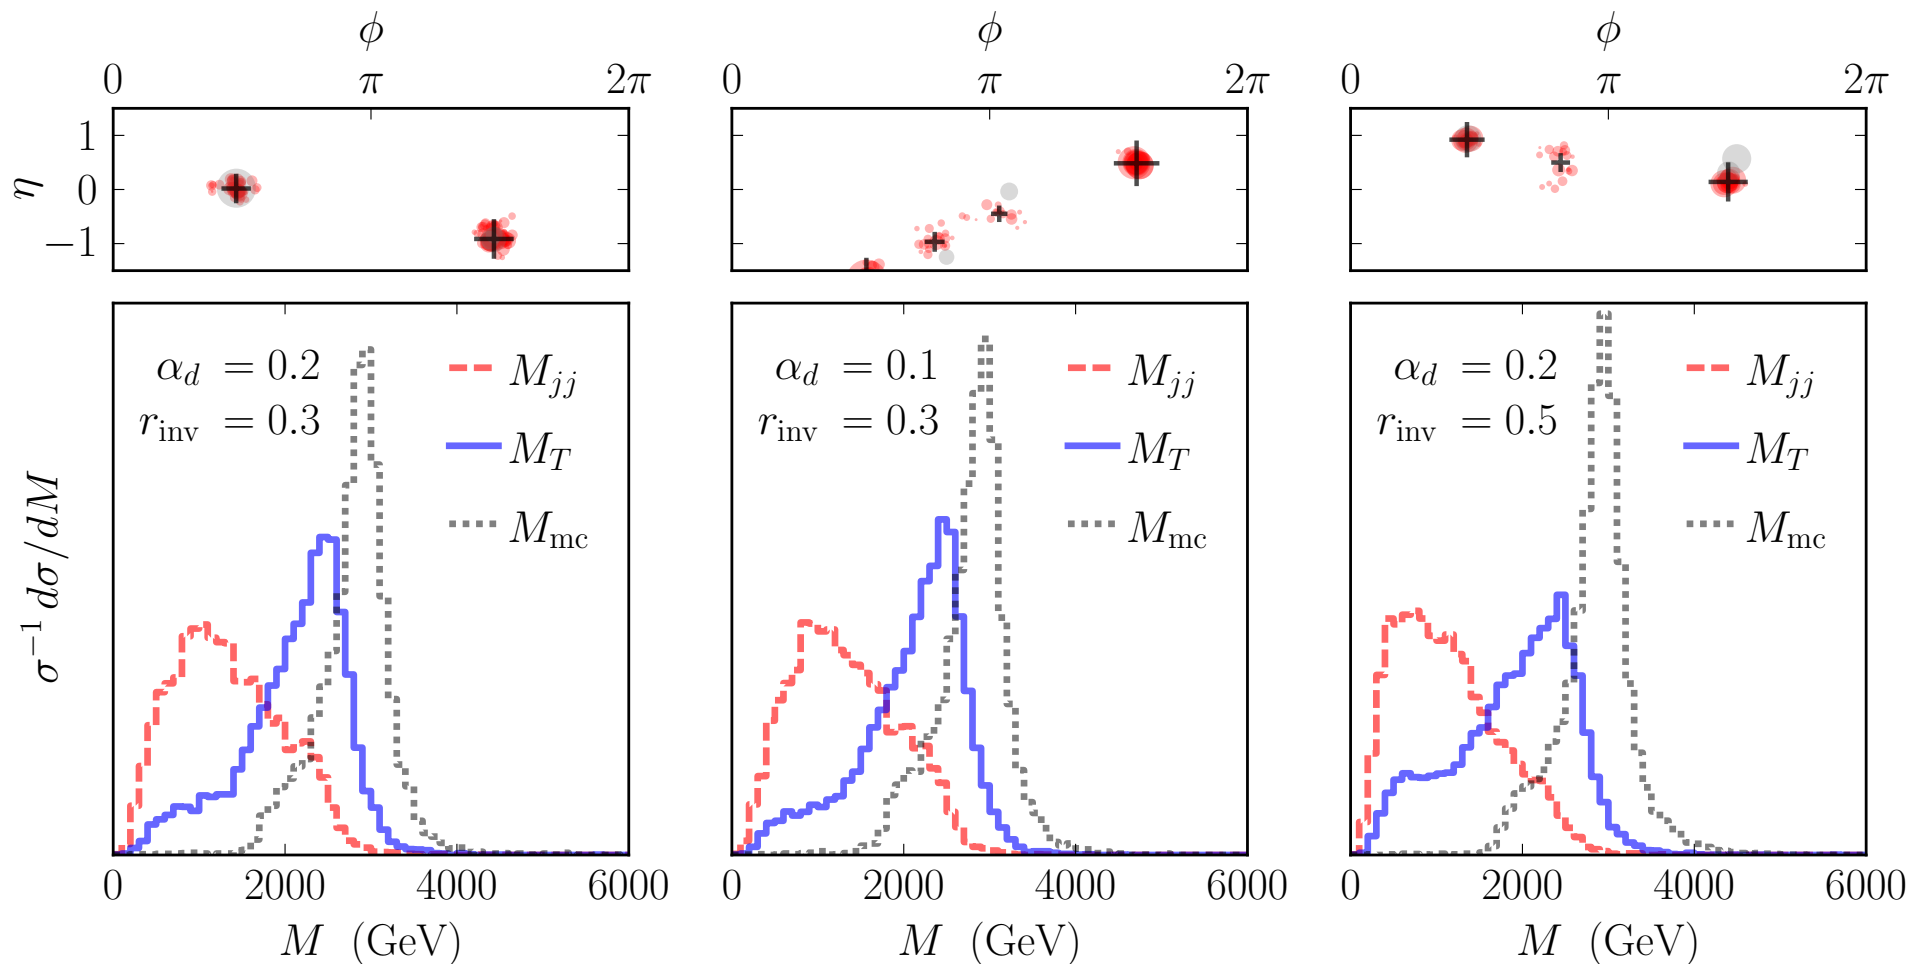 ϕ ϕ ϕ
0 π 2π 0 π 2π 0 π 2π
η
1
0
−1
α_d = 0.2
r_inv = 0.3
M_jj
M_T
M_mc
α_d = 0.1
r_inv = 0.3
M_jj
M_T
M_mc
α_d = 0.2
r_inv = 0.5
M_jj
M_T
M_mc
σ⁻¹ dσ/dM
0 2000 4000 6000 0 2000 4000 6000 0 2000 4000 6000
M (GeV) M (GeV) M (GeV)